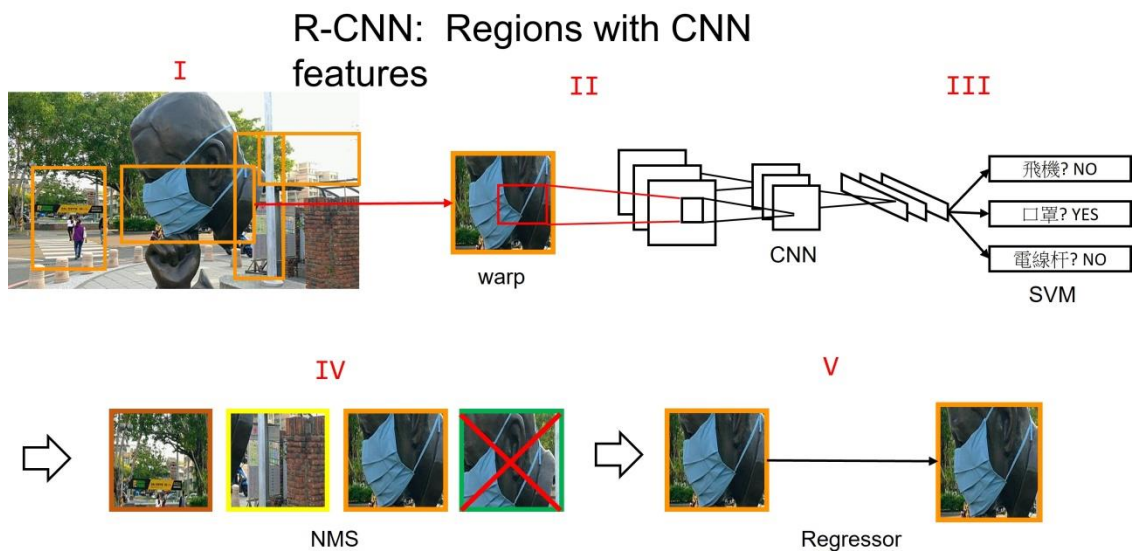 R-CNN: Regions with CNN
features
I
II
III
飛機? NO
口罩? YES
電線杆? NO
warp
CNN
SVM
IV
V
NMS
Regressor